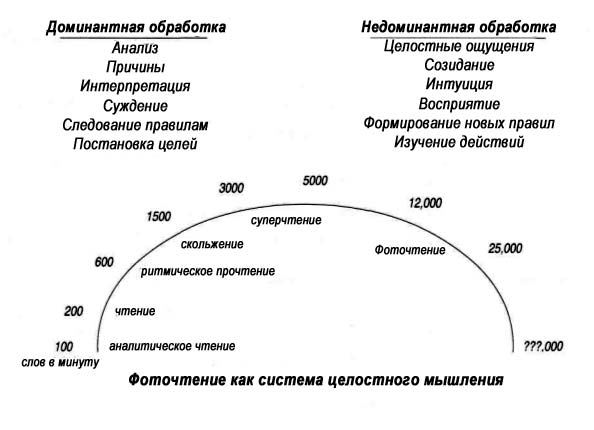 Доминантная обработка
Анализ
Причины
Интерпретация
Суждение
Следование правилам
Постановка целей
Недоминантная обработка
Целостные ощущения
Созидание
Интуиция
Восприятие
Формирование новых правил
Изучение действий
5000
3000
12,000
1500
суперчтение
скольжение
Фоточтение
25,000
600
ритмическое прочтение
200
чтение
100
аналитическое чтение
???.000
слов в минуту
Фоточтение как система целостного мышления